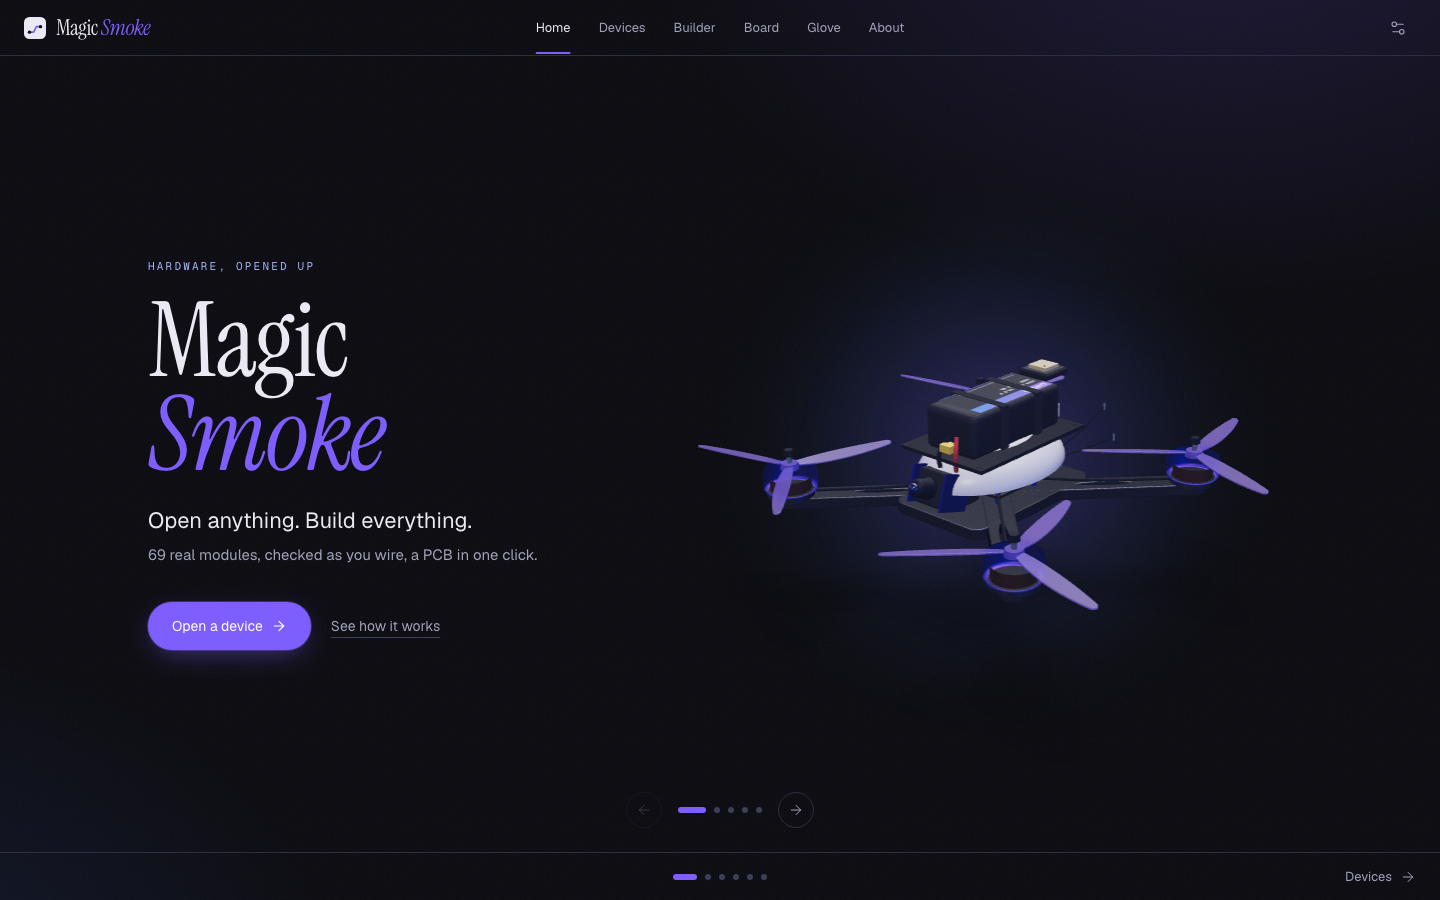 Magic Smoke
Home
Devices
Builder
Board
Glove
About
HARDWARE, OPENED UP
Magic
Smoke
Open anything. Build everything.
69 real modules, checked as you wire, a PCB in one click.
Open a device
See how it works
Devices